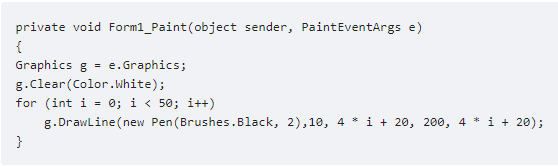 private void Form1_Paint(object sender, PaintEventArgs e)
{
Graphics g = e.Graphics;
g.Clear(Color.White);
for (int i = 0; i < 50; i++)
    g.DrawLine(new Pen(Brushes.Black, 2),10, 4 * i + 20, 200, 4 * i + 20);
}